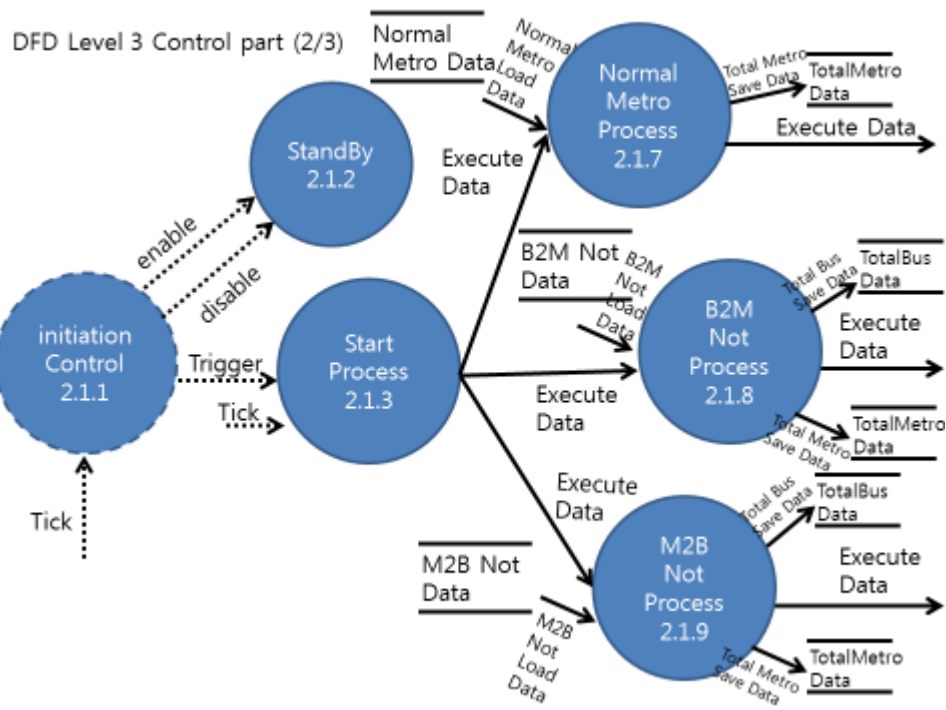 DFD Level 3 Control part (2/3)
Normal
Metro Data
Normal
Metro
Load
Data
Normal
Metro
Process
2.1.7
Total Metro
Save Data
TotalMetro
Data
Execute Data
StandBy
2.1.2
Execute
Data
enable
disable
B2M Not
Data
B2M
Not
Load
Data
B2M
Not
Process
2.1.8
Total Bus
Save Data
TotalBus
Data
Execute
Data
initiation
Control
2.1.1
Trigger
Start
Process
2.1.3
Tick
Execute
Data
Total Metro
Save Data
TotalMetro
Data
Tick
Execute
Data
M2B Not
Data
M2B
Not
Load
Data
M2B
Not
Process
2.1.9
Total Bus
Save Data
TotalBus
Data
Execute
Data
Total Metro
Save Data
TotalMetro
Data